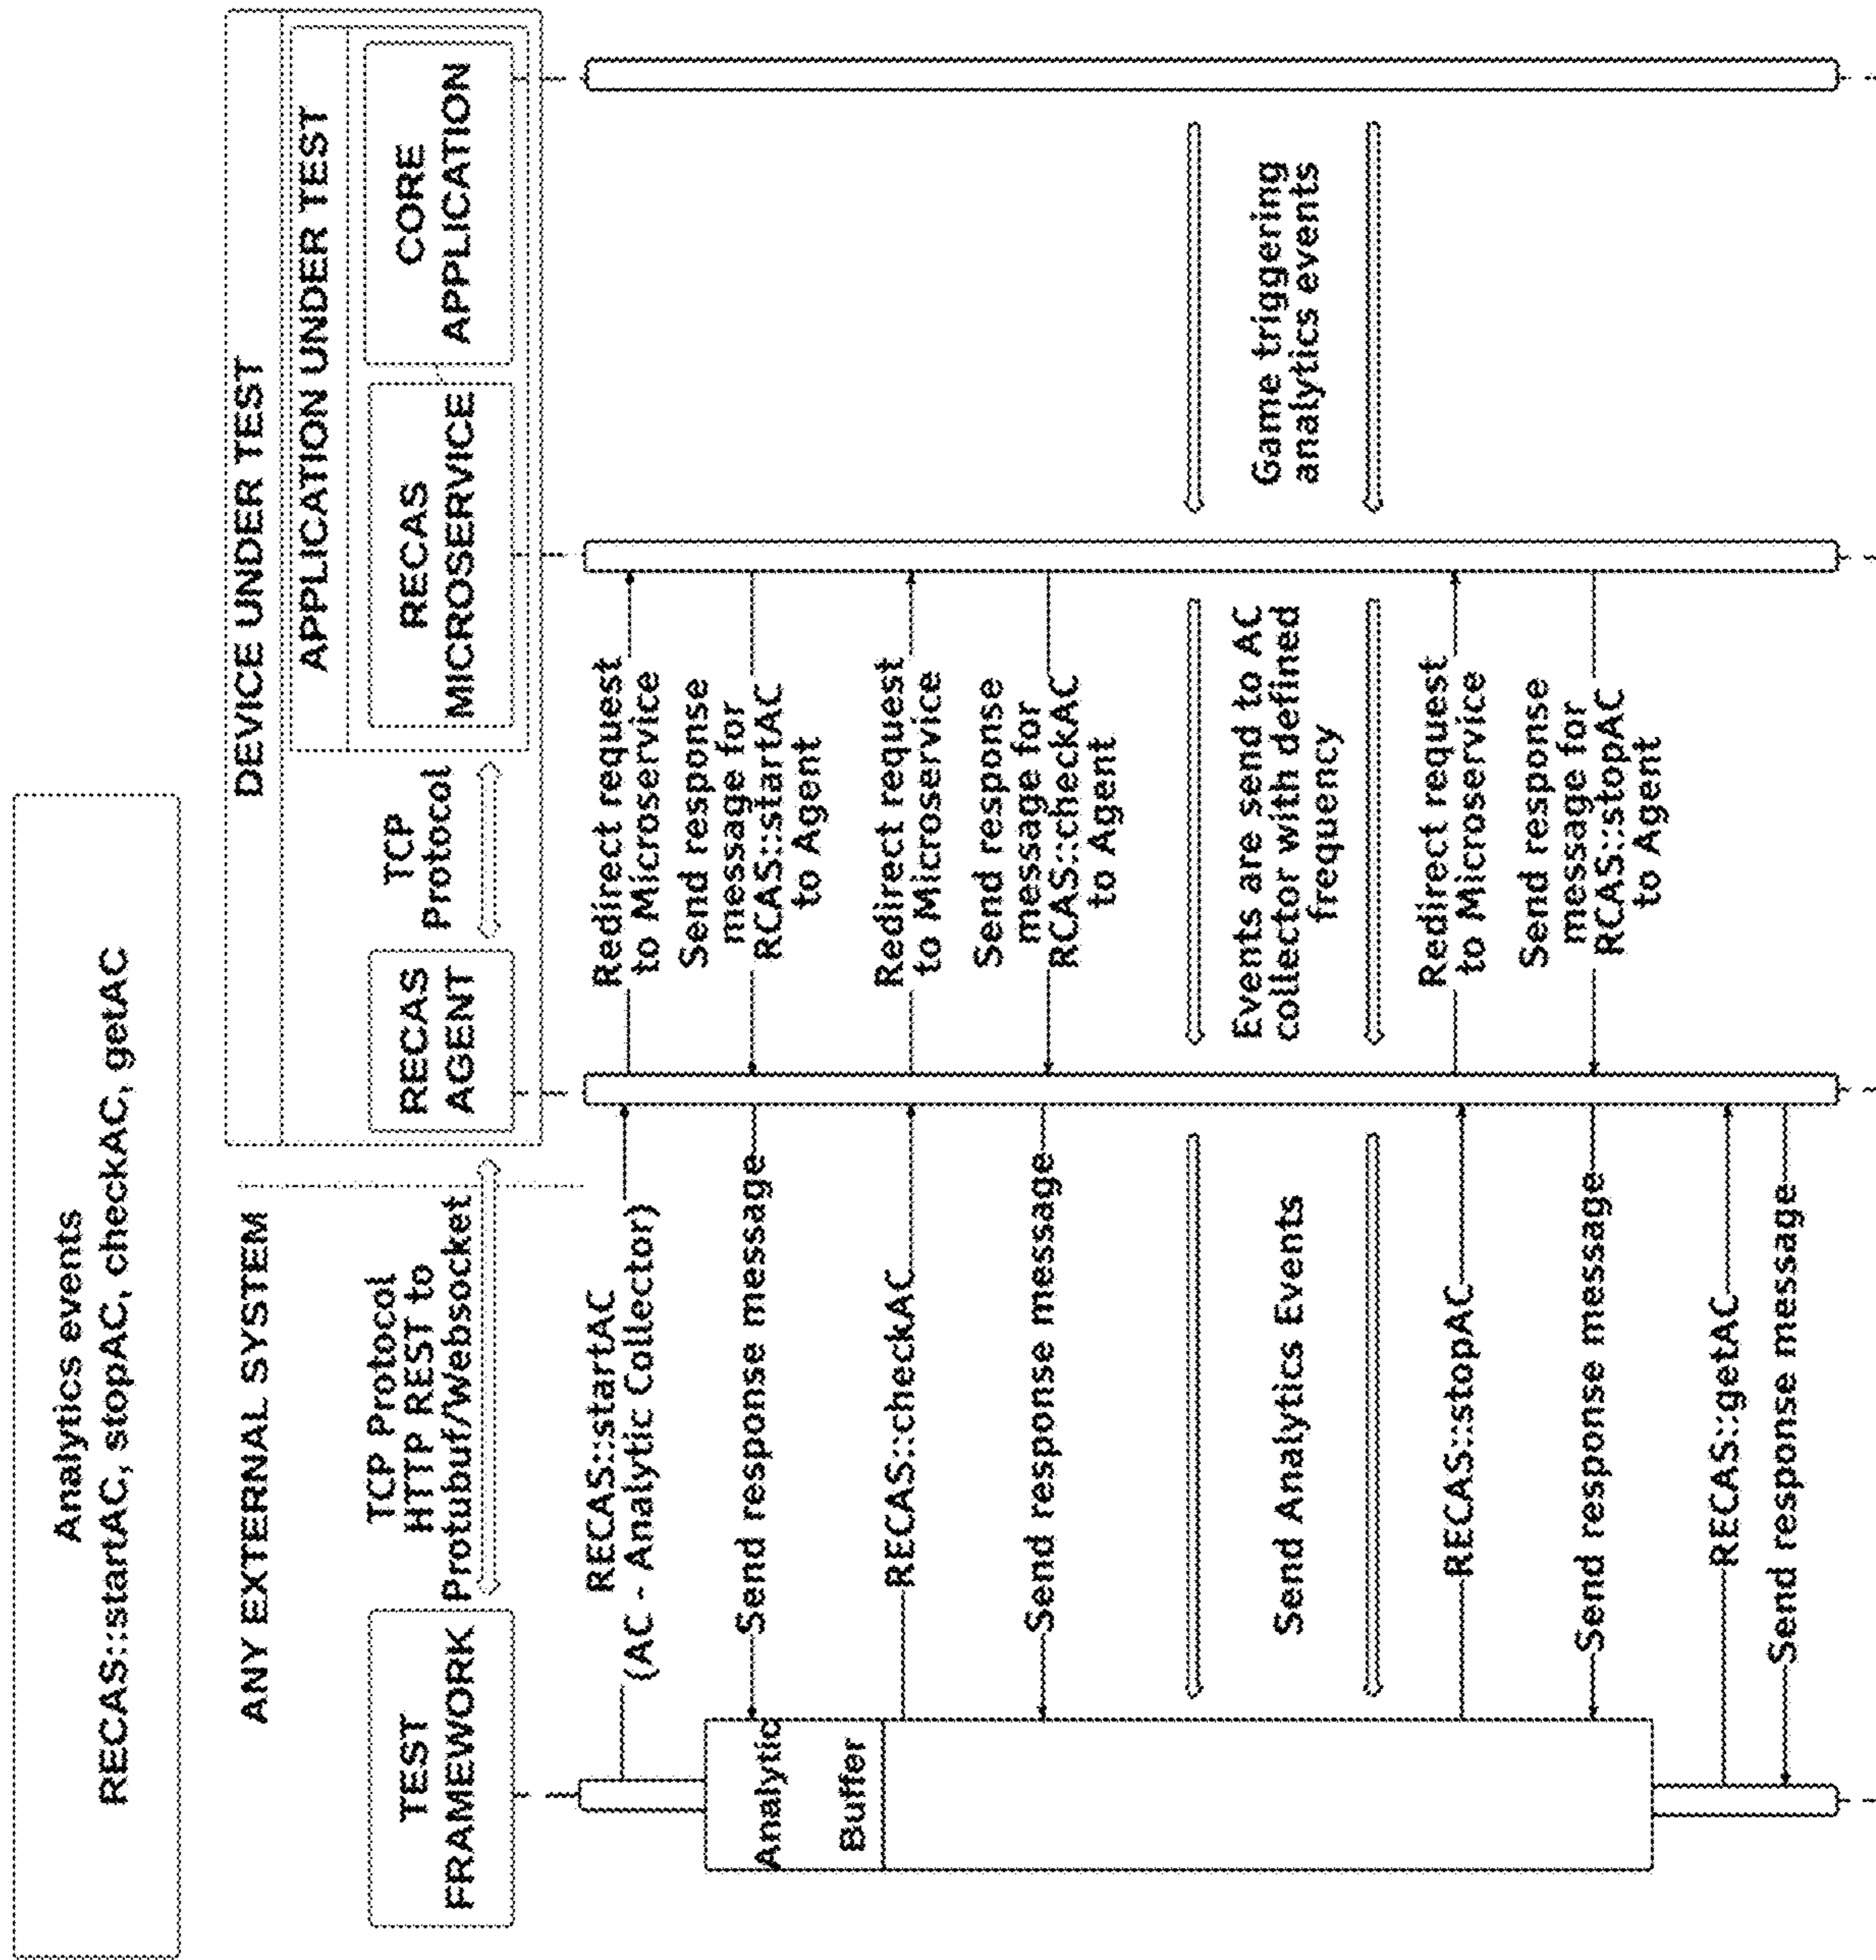 Analytics events
RECAS::startAC, stopAC, checkAC, getAC
ANY EXTERNAL SYSTEM
DEVICE UNDER TEST
APPLICATION UNDER TEST
TEST
FRAMEWORK
TCP Protocol
HTTP REST to
Protubuf/Websocket
RECAS
AGENT
TCP
Protocol
RECAS
MICROSERVICE
CORE
APPLICATION
RECAS::startAC
(AC - Analytic Collector)
Redirect request
to Microservice
Analytic
Buffer
Send response message
Send response
message for
RCAS::startAC
to Agent
RECAS::checkAC
Redirect request
to Microservice
Send response message
Send response
message for
RCAS::checkAC
to Agent
Send Analytics Events
Events are send to AC
collector with defined
frequency
Game triggering
analytics events
RECAS::stopAC
Redirect request
to Microservice
Send response message
Send response
message for
RCAS::stopAC
to Agent
RECAS::getAC
Send response message